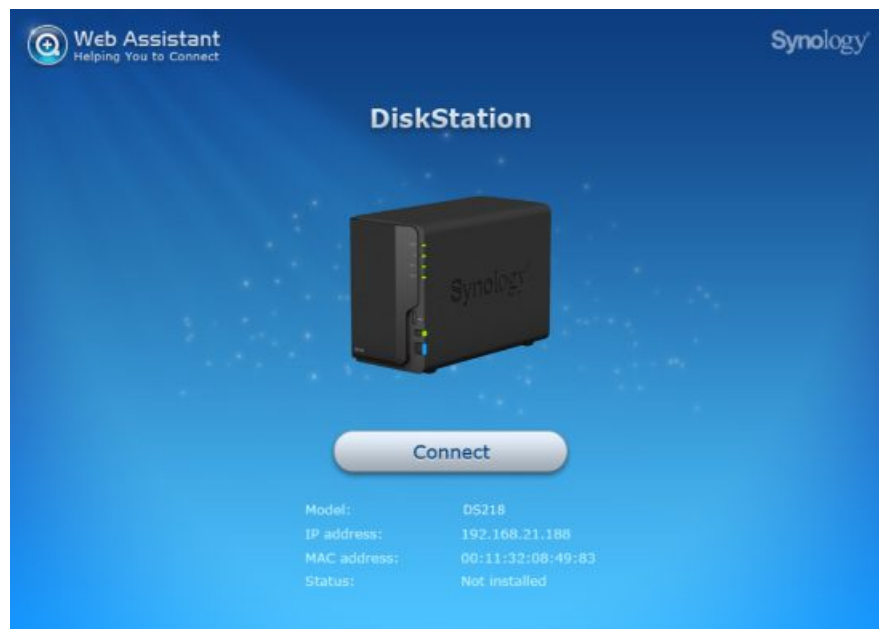 Web Assistant
Helping You to Connect
Synology
DiskStation
Synology
Connect
Model: DS218
IP address: 192.168.21.188
MAC address: 00:11:32:08:49:83
Status: Not installed